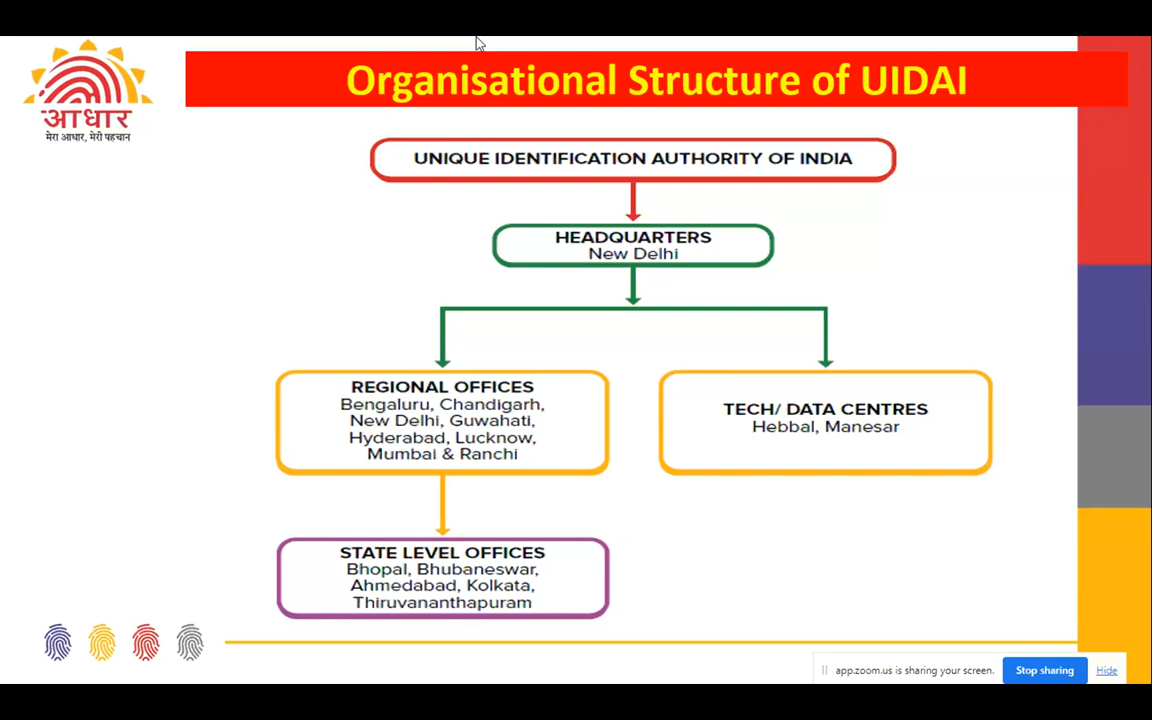 Organisational Structure of UIDAI
आधार
मेरा आधार, मेरी पहचान
UNIQUE IDENTIFICATION AUTHORITY OF INDIA
HEADQUARTERS
New Delhi
REGIONAL OFFICES
Bengaluru, Chandigarh,
New Delhi, Guwahati,
Hyderabad, Lucknow,
Mumbai & Ranchi
TECH/ DATA CENTRES
Hebbal, Manesar
STATE LEVEL OFFICES
Bhopal, Bhubaneswar,
Ahmedabad, Kolkata,
Thiruvananthapuram
app.zoom.us is sharing your screen.
Stop sharing
Hide